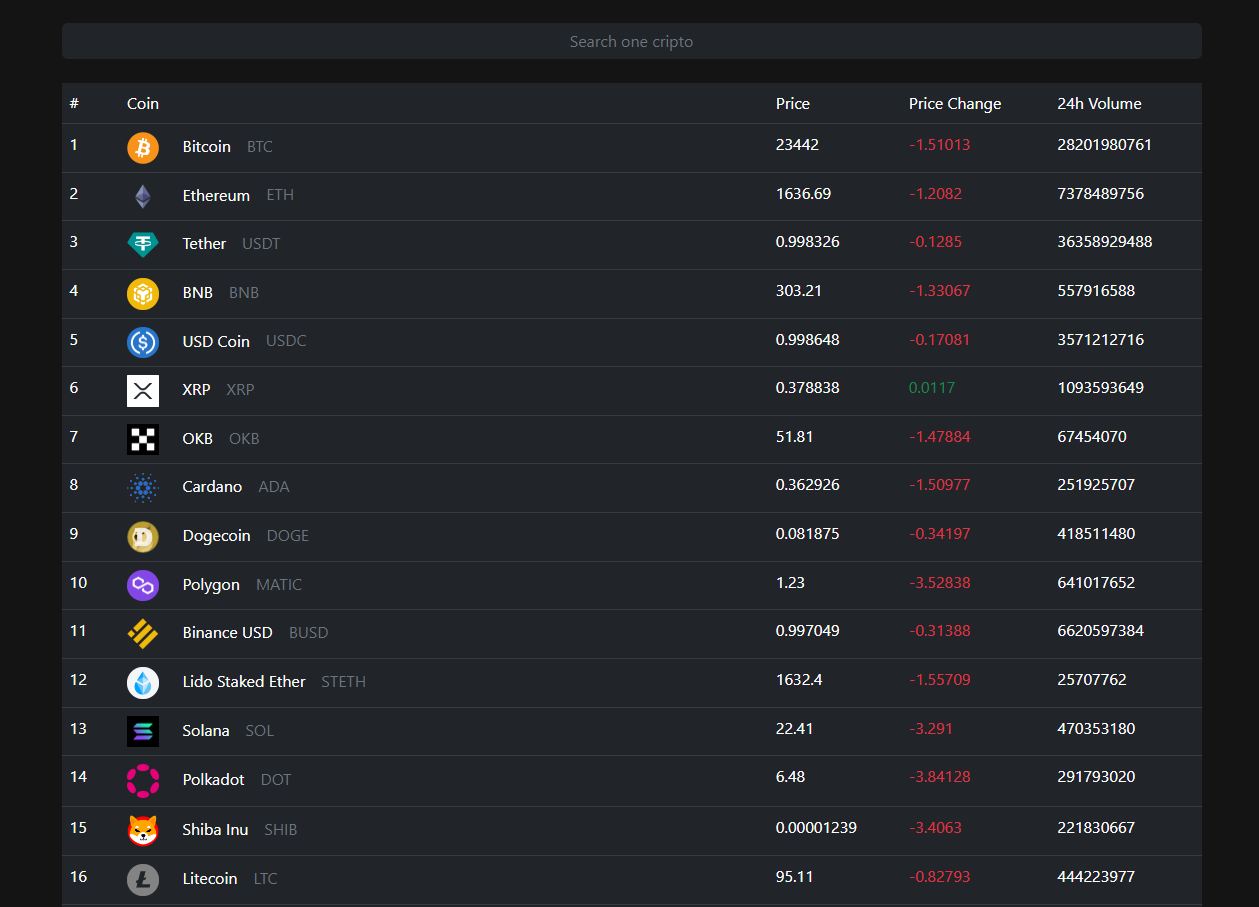 Search one cripto
# Coin Price Price Change 24h Volume
1 Bitcoin BTC 23442 -1.51013 28201980761
2 Ethereum ETH 1636.69 -1.2082 7378489756
3 Tether USDT 0.998326 -0.1285 36358929488
4 BNB BNB 303.21 -1.33067 557916588
5 USD Coin USDC 0.998648 -0.17081 3571212716
6 XRP XRP 0.378838 0.0117 1093593649
7 OKB OKB 51.81 -1.47884 67454070
8 Cardano ADA 0.362926 -1.50977 251925707
9 Dogecoin DOGE 0.081875 -0.34197 418511480
10 Polygon MATIC 1.23 -3.52838 641017652
11 Binance USD BUSD 0.997049 -0.31388 6620597384
12 Lido Staked Ether STETH 1632.4 -1.55709 25707762
13 Solana SOL 22.41 -3.291 470353180
14 Polkadot DOT 6.48 -3.84128 291793020
15 Shiba Inu SHIB 0.00001239 -3.4063 221830667
16 Litecoin LTC 95.11 -0.82793 444223977